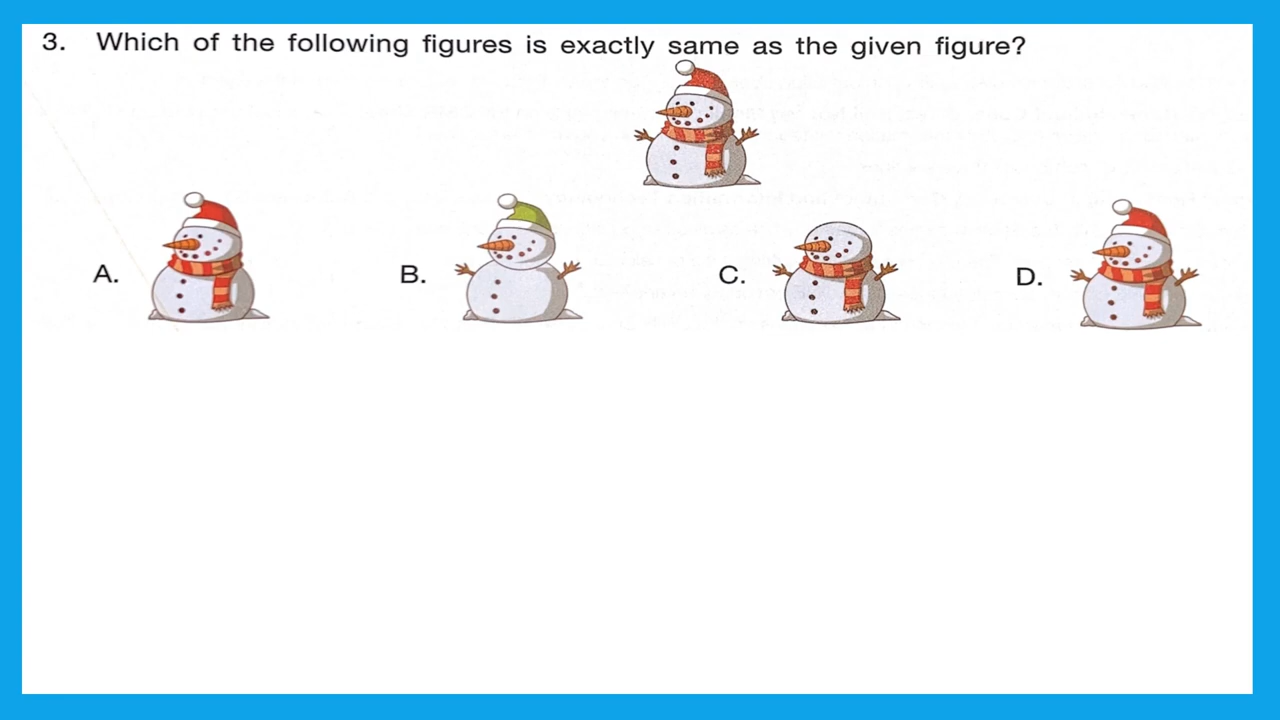 3. Which of the following figures is exactly same as the given figure?
A.
B.
C.
D.